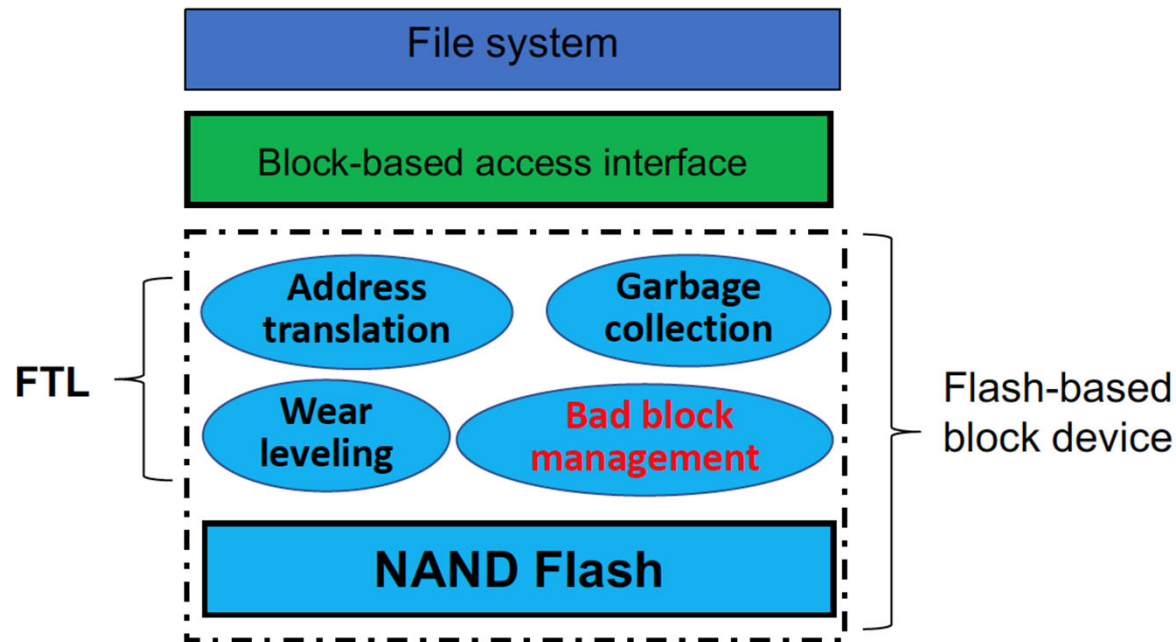 File system
Block-based access interface
Address
translation
Garbage
collection
FTL
Wear
leveling
Bad block
management
Flash-based
block device
NAND Flash